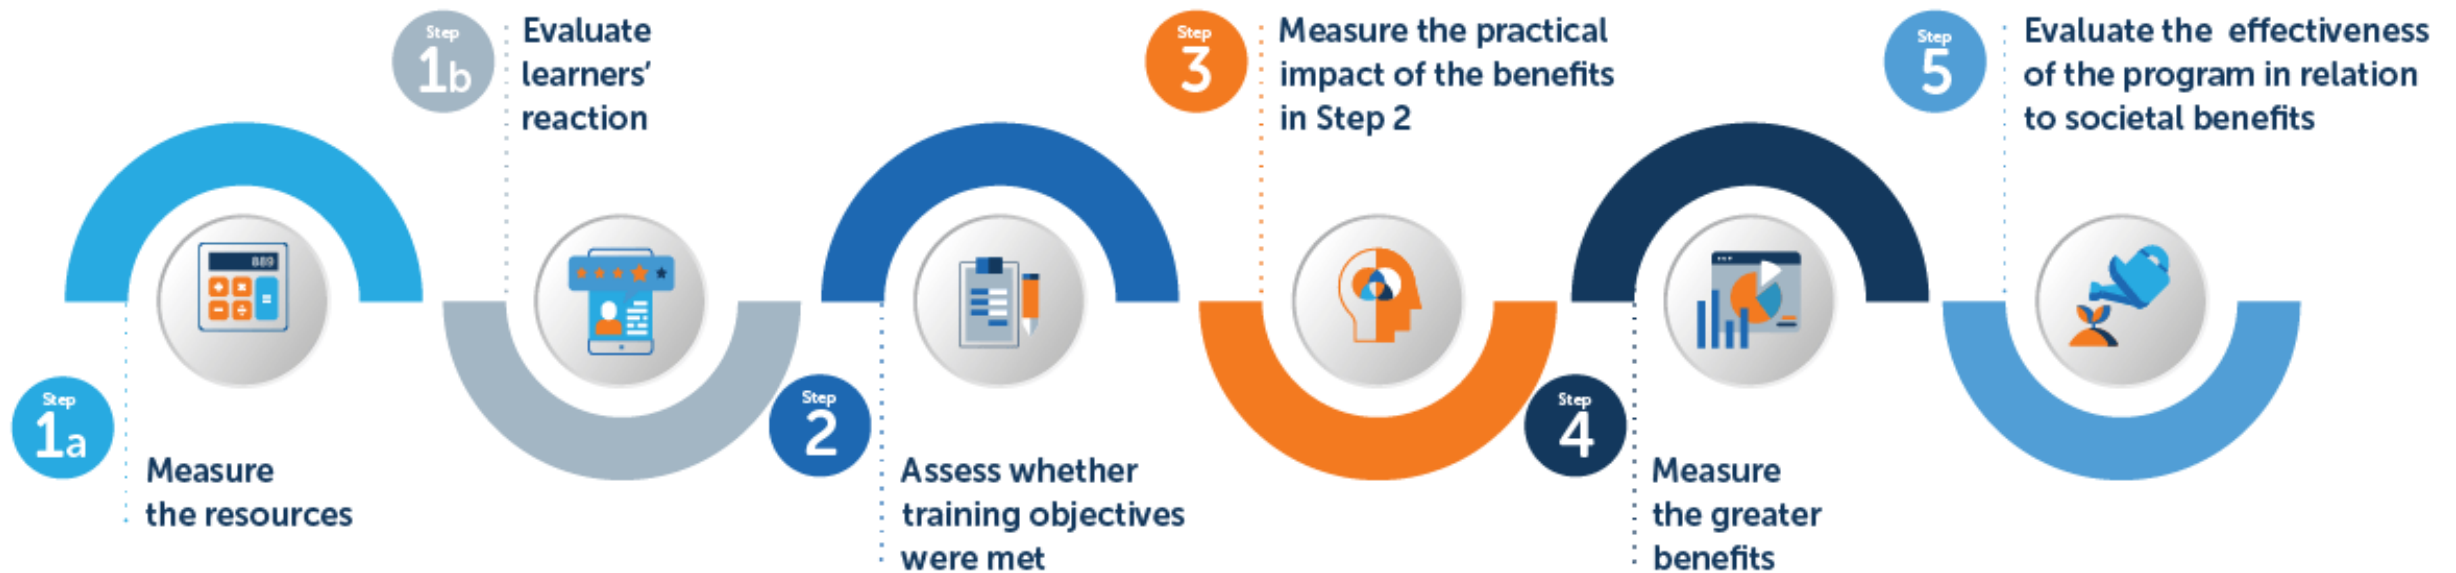 Step
1a
Measure
the resources
Step
1b
Evaluate
learners’
reaction
Step
2
Assess whether
training objectives
were met
Step
3
Measure the practical
impact of the benefits
in Step 2
Step
4
Measure
the greater
benefits
Step
5
Evaluate the effectiveness
of the program in relation
to societal benefits
889